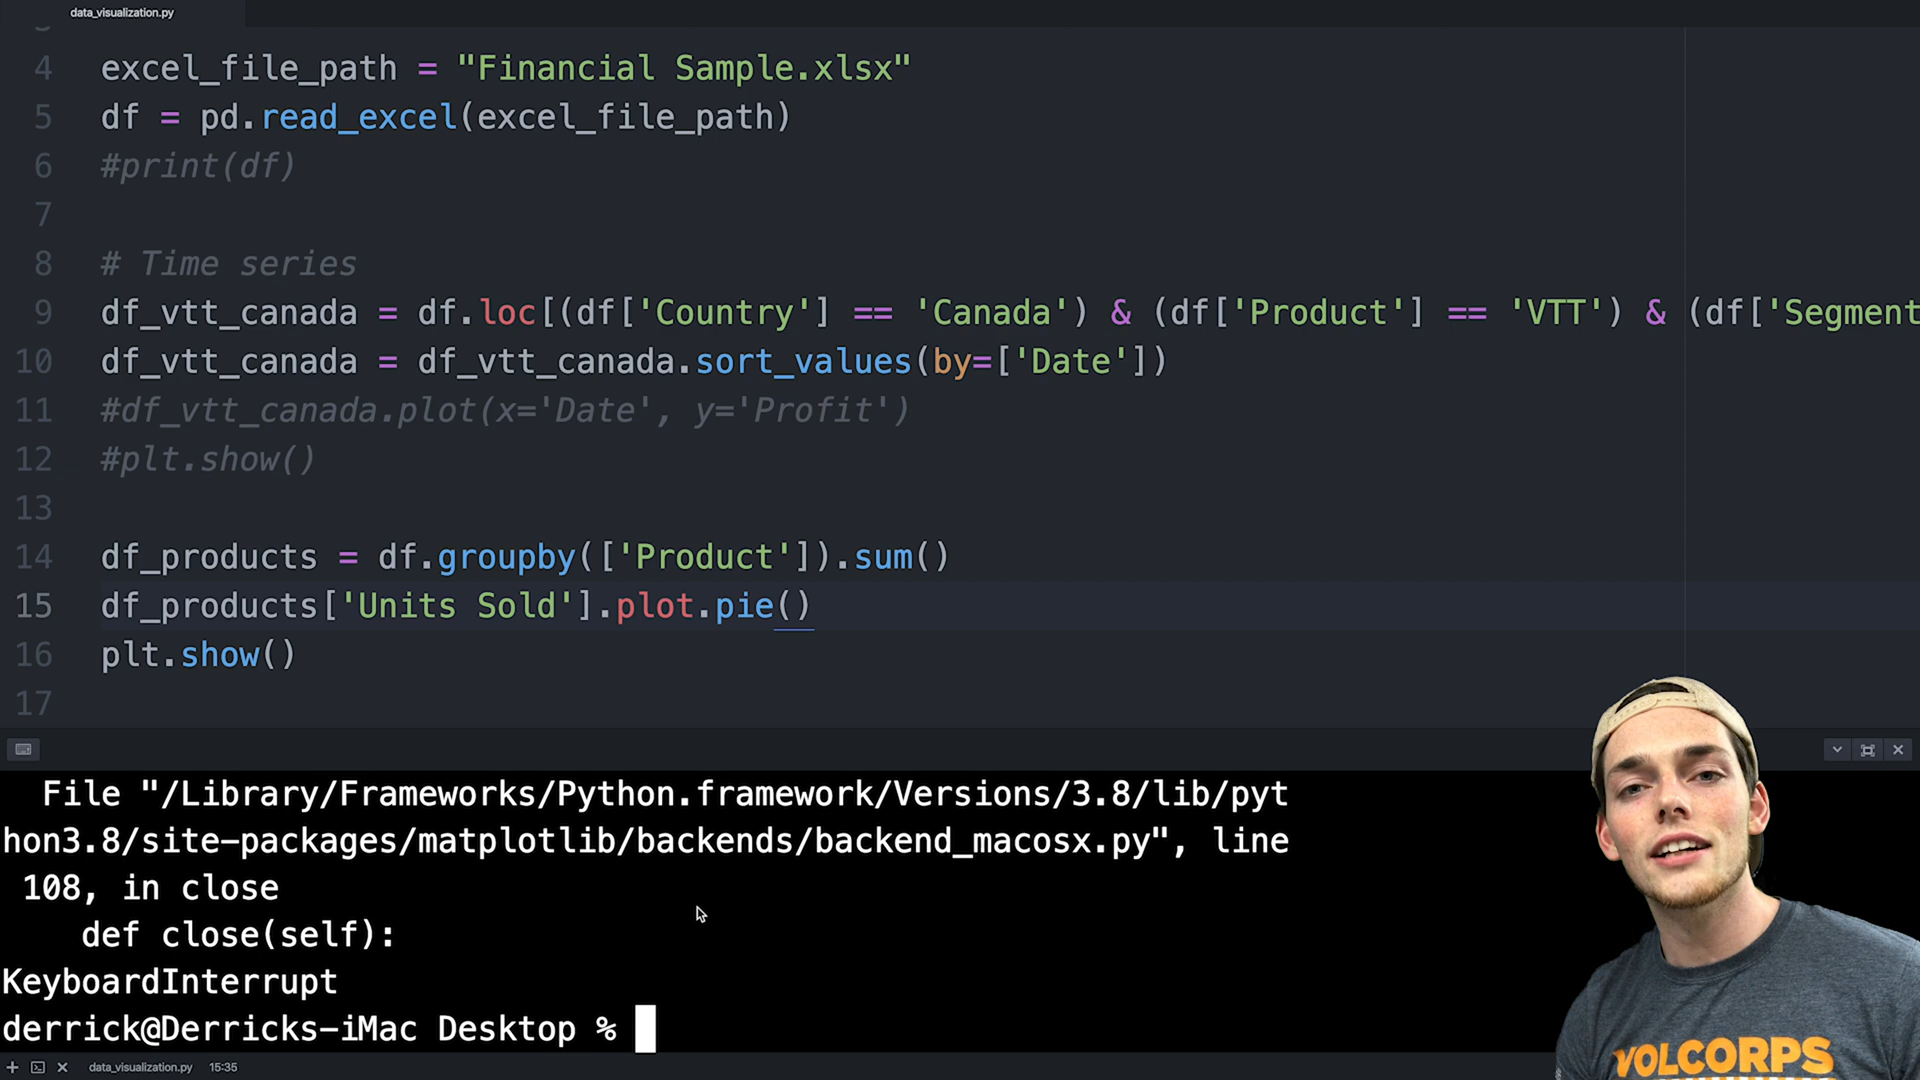 data_visualization.py
4 excel_file_path = "Financial Sample.xlsx"
5 df = pd.read_excel(excel_file_path)
6 #print(df)
7
8 # Time series
9 df_vtt_canada = df.loc[(df['Country'] == 'Canada') & (df['Product'] == 'VTT') & (df['Segment
10 df_vtt_canada = df_vtt_canada.sort_values(by=['Date'])
11 #df_vtt_canada.plot(x='Date', y='Profit')
12 #plt.show()
13
14 df_products = df.groupby(['Product']).sum()
15 df_products['Units Sold'].plot.pie()
16 plt.show()
17
File "/Library/Frameworks/Python.framework/Versions/3.8/lib/pyt
hon3.8/site-packages/matplotlib/backends/backend_macosx.py", line
108, in close
def close(self):
KeyboardInterrupt
derrick@Derricks-iMac Desktop %
VOLCORPS
data_visualization.py 15:35